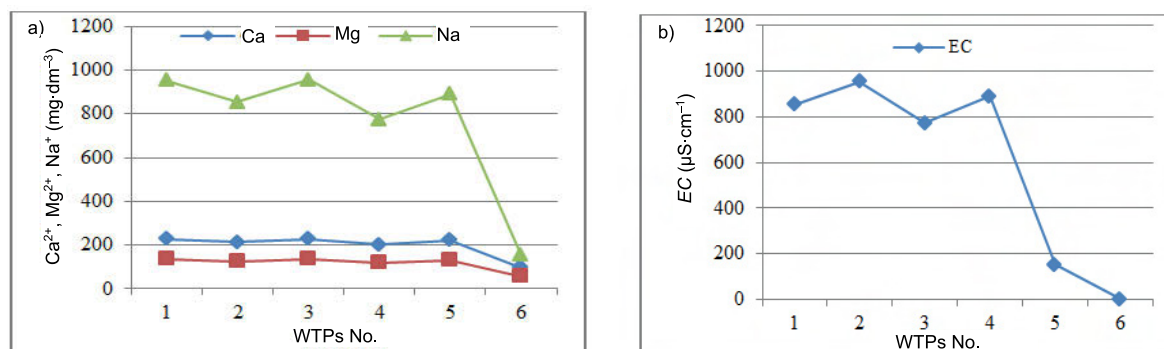 a)
Ca Mg Na
Ca²⁺, Mg²⁺, Na⁺ (mg·dm⁻³)
1200
1000
800
600
400
200
0
1 2 3 4 5 6
WTPs No.
b)
EC
EC (µS·cm⁻¹)
1200
1000
800
600
400
200
0
1 2 3 4 5 6
WTPs No.